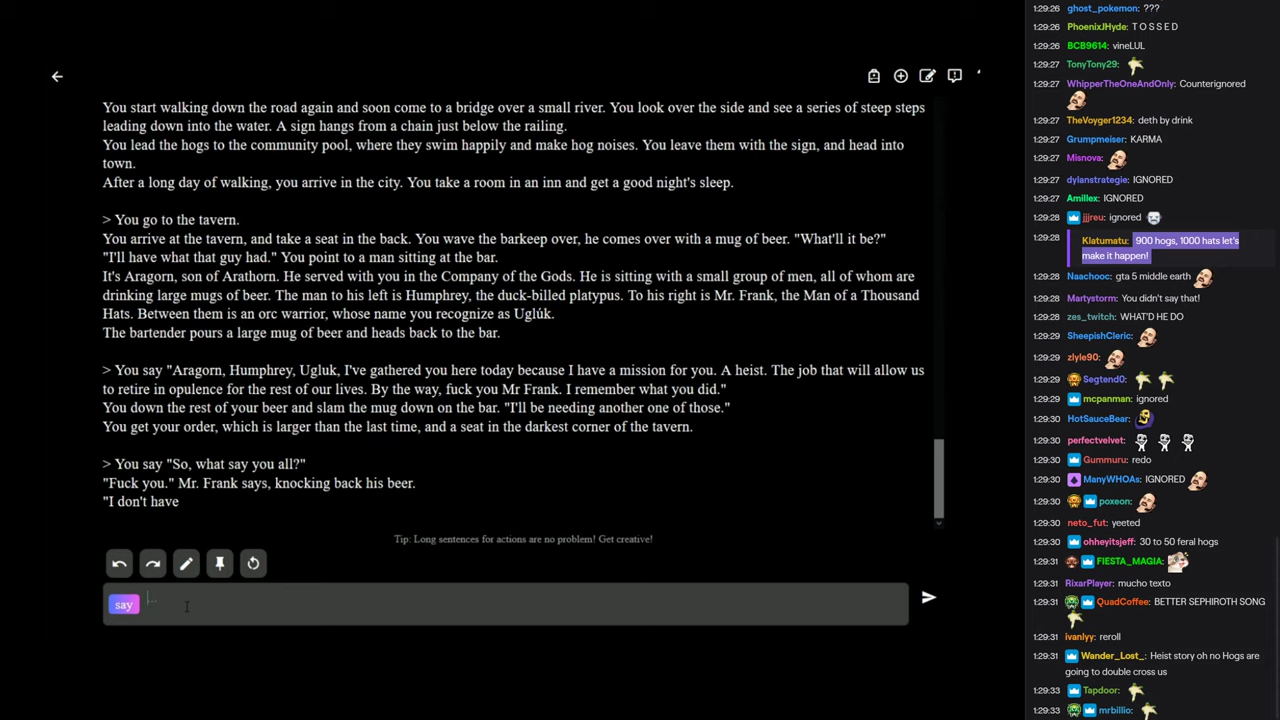 You start walking down the road again and soon come to a bridge over a small river. You look over the side and see a series of steep steps
leading down into the water. A sign hangs from a chain just below the railing.
You lead the hogs to the community pool, where they swim happily and make hog noises. You leave them with the sign, and head into
town.
After a long day of walking, you arrive in the city. You take a room in an inn and get a good night's sleep.
> You go to the tavern.
You arrive at the tavern, and take a seat in the back. You wave the barkeep over, he comes over with a mug of beer. "What'll it be?"
"I'll have what that guy had." You point to a man sitting at the bar.
It's Aragorn, son of Arathorn. He served with you in the Company of the Gods. He is sitting with a small group of men, all of whom are
drinking large mugs of beer. The man to his left is Humphrey, the duck-billed platypus. To his right is Mr. Frank, the Man of a Thousand
Hats. Between them is an orc warrior, whose name you recognize as Uglúk.
The bartender pours a large mug of beer and heads back to the bar.
> You say "Aragorn, Humphrey, Ugluk, I've gathered you here today because I have a mission for you. A heist. The job that will allow us
to retire in opulence for the rest of our lives. By the way, fuck you Mr Frank. I remember what you did."
You down the rest of your beer and slam the mug down on the bar. "I'll be needing another one of those."
You get your order, which is larger than the last time, and a seat in the darkest corner of the tavern.
> You say "So, what say you all?"
"Fuck you." Mr. Frank says, knocking back his beer.
"I don't have
Tip: Long sentences for actions are no problem! Get creative!
say
1:29:26 ghost_pokemon: ???
1:29:26 PhoenixJHyde: T O S S E D
1:29:26 BCB9614: vineLUL
1:29:27 TonyTony29:
1:29:27 WhipperTheOneAndOnly: Counterignored
1:29:27 TheVoyger1234: deth by drink
1:29:27 Grumpmeiser: KARMA
1:29:27 Misnova:
1:29:27 dylanstrategie: IGNORED
1:29:27 Amillex: IGNORED
1:29:28 jjjreu: ignored
1:29:28 Klatumatu: 900 hogs, 1000 hats let's
make it happen!
1:29:28 Naachooc: gta 5 middle earth
1:29:28 Martystorm: You didn't say that!
1:29:28 zes_twitch: WHAT'D HE DO
1:29:28 SheepishCleric:
1:29:29 zlyle90:
1:29:29 Segtend0:
1:29:29 mcpanman: ignored
1:29:30 HotSauceBear:
1:29:30 perfectvelvet:
1:29:30 Gummuru: redo
1:29:30 ManyWHOAs: IGNORED
1:29:30 poxeon:
1:29:30 neto_fut: yeeted
1:29:30 ohheyitsjeff: 30 to 50 feral hogs
1:29:31 FIESTA_MAGIA:
1:29:31 RixarPlayer: mucho texto
1:29:31 QuadCoffee: BETTER SEPHIROTH SONG
1:29:31 ivanlyy: reroll
1:29:31 Wander_Lost_: Heist story oh no Hogs are
going to double cross us
1:29:33 Tapdoor:
1:29:33 mrbillio: